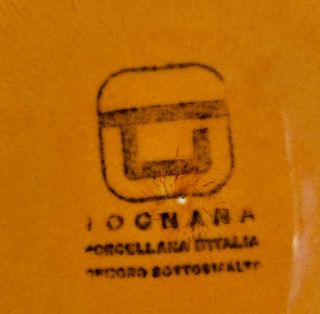 TOGNANA
PORCELLANA D'ITALIA
DECORO SOTTOSMALTO